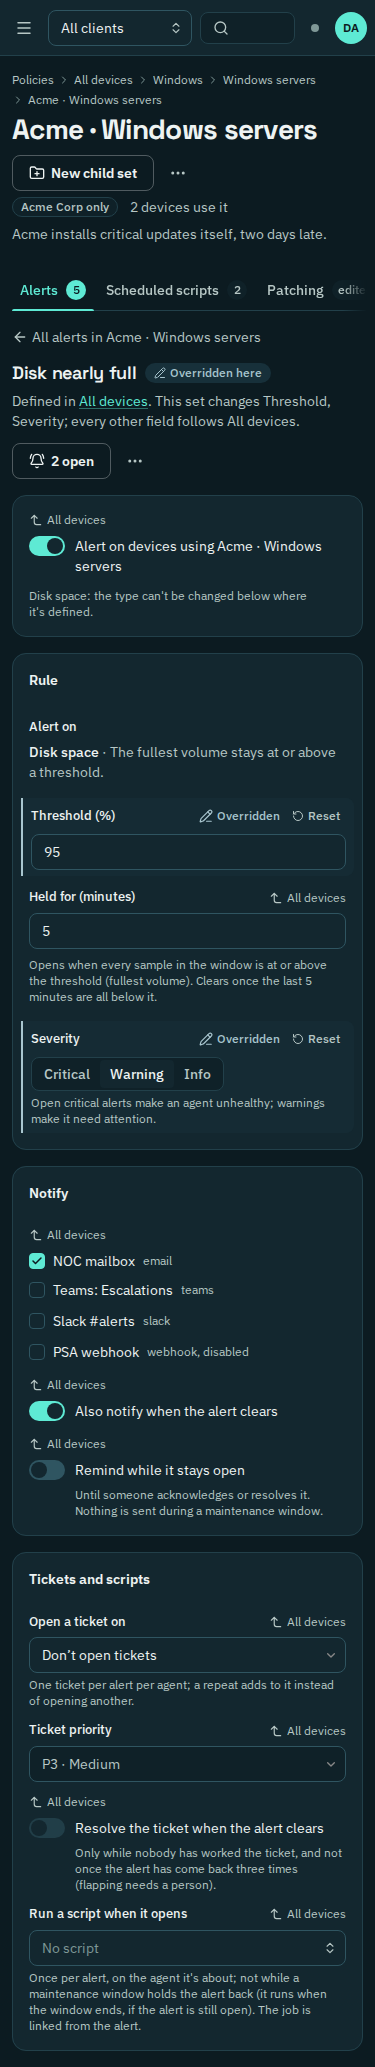 All clients
DA
Policies > All devices > Windows > Windows servers
> Acme · Windows servers
Acme · Windows servers
New child set
Acme Corp only 2 devices use it
Acme installs critical updates itself, two days late.
Alerts 5 Scheduled scripts 2 Patching edite
All alerts in Acme · Windows servers
Disk nearly full Overridden here
Defined in All devices. This set changes Threshold,
Severity; every other field follows All devices.
2 open
All devices
Alert on devices using Acme · Windows
servers
Disk space: the type can't be changed below where
it's defined.
Rule
Alert on
Disk space · The fullest volume stays at or above
a threshold.
Threshold (%) Overridden Reset
95
Held for (minutes) All devices
5
Opens when every sample in the window is at or above
the threshold (fullest volume). Clears once the last 5
minutes are all below it.
Severity Overridden Reset
Critical Warning Info
Open critical alerts make an agent unhealthy; warnings
make it need attention.
Notify
All devices
NOC mailbox email
Teams: Escalations teams
Slack #alerts slack
PSA webhook webhook, disabled
All devices
Also notify when the alert clears
All devices
Remind while it stays open
Until someone acknowledges or resolves it.
Nothing is sent during a maintenance window.
Tickets and scripts
Open a ticket on All devices
Don't open tickets
One ticket per alert per agent; a repeat adds to it instead
of opening another.
Ticket priority All devices
P3 · Medium
All devices
Resolve the ticket when the alert clears
Only while nobody has worked the ticket, and not
once the alert has come back three times
(flapping needs a person).
Run a script when it opens All devices
No script
Once per alert, on the agent it's about; not while a
maintenance window holds the alert back (it runs when
the window ends, if the alert is still open). The job is
linked from the alert.